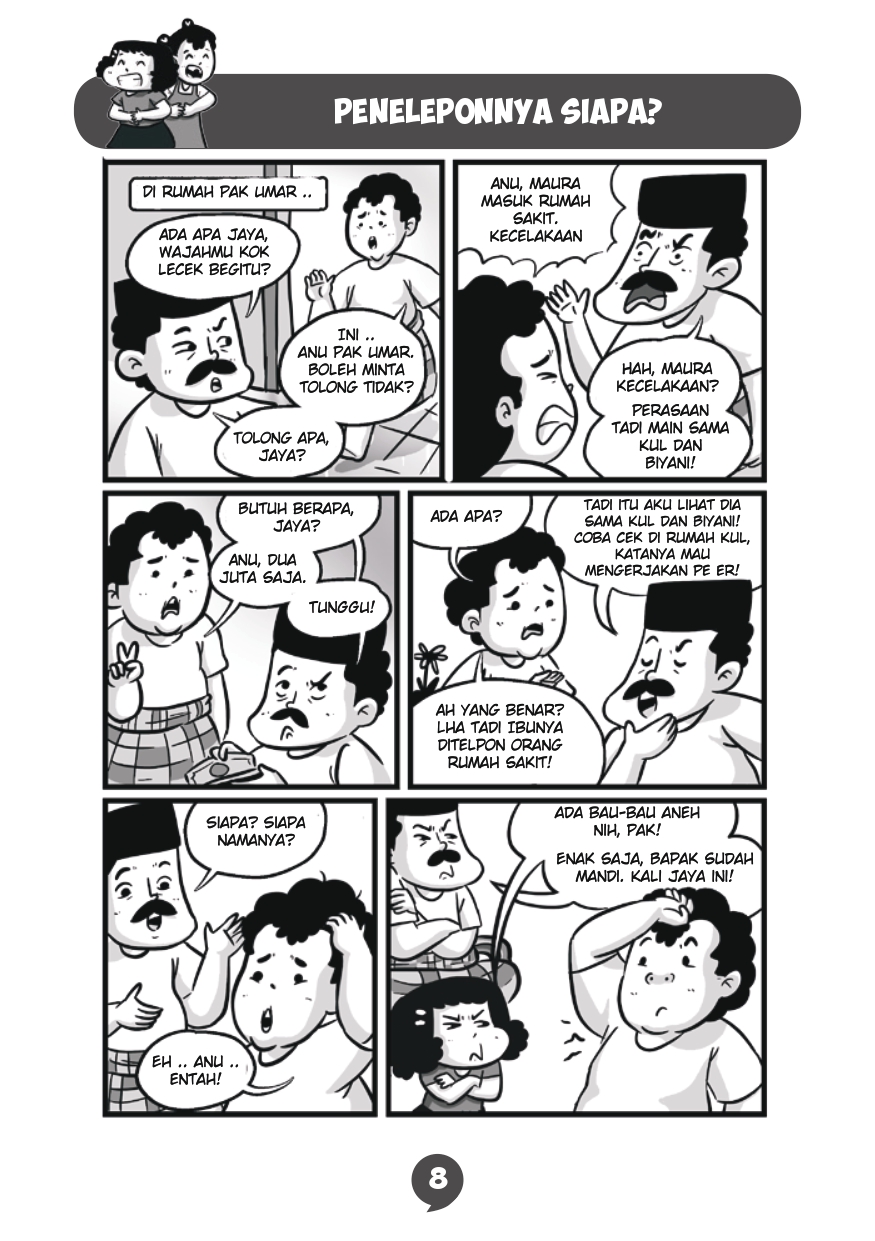 PENELEPONNYA SIAPA?
DI RUMAH PAK UMAR ..
ADA APA JAYA,
WAJAHMU KOK
LECEK BEGITU?
INI ..
ANU PAK UMAR.
BOLEH MINTA
TOLONG TIDAK?
TOLONG APA,
JAYA?
ANU, MAURA
MASUK RUMAH
SAKIT.
KECELAKAAN
HAH, MAURA
KECELAKAAN?
PERASAAN
TADI MAIN SAMA
KUL DAN
BIYANI!
BUTUH BERAPA,
JAYA?
ANU, DUA
JUTA SAJA.
TUNGGU!
ADA APA?
TADI ITU AKU LIHAT DIA
SAMA KUL DAN BIYANI!
COBA CEK DI RUMAH KUL,
KATANYA MAU
MENGERJAKAN PE ER!
AH YANG BENAR?
LHA TADI IBUNYA
DITELPON ORANG
RUMAH SAKIT!
SIAPA? SIAPA
NAMANYA?
EH .. ANU ..
ENTAH!
ADA BAU-BAU ANEH
NIH, PAK!
ENAK SAJA, BAPAK SUDAH
MANDI. KALI JAYA INI!
8